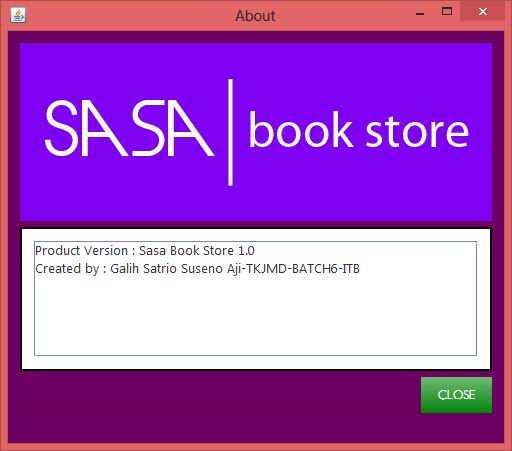 About
SASA | book store
Product Version : Sasa Book Store 1.0
Created by : Galih Satrio Suseno Aji-TKJMD-BATCH6-ITB
CLOSE